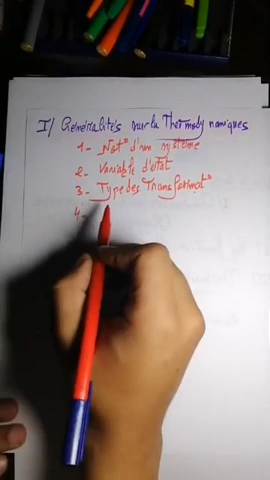 I/ Généralités sur la Thermodynamiques
1- Not° d'un système
2- Variable d'état
3- Type des Transformat°
4-